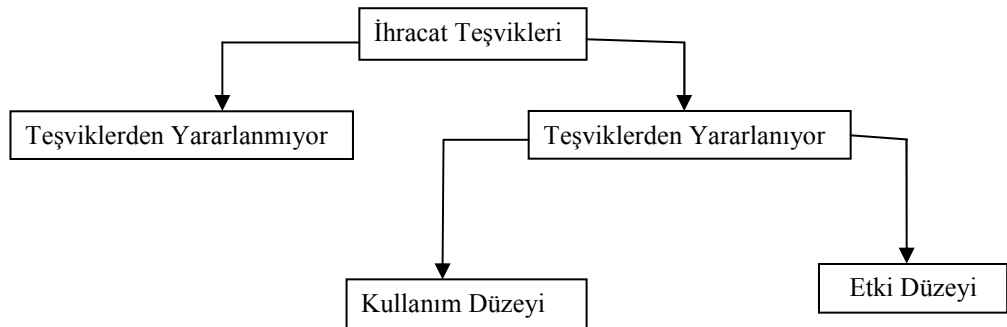 İhracat Teşvikleri
Teşviklerden Yararlanmıyor
Teşviklerden Yararlanıyor
Kullanım Düzeyi
Etki Düzeyi